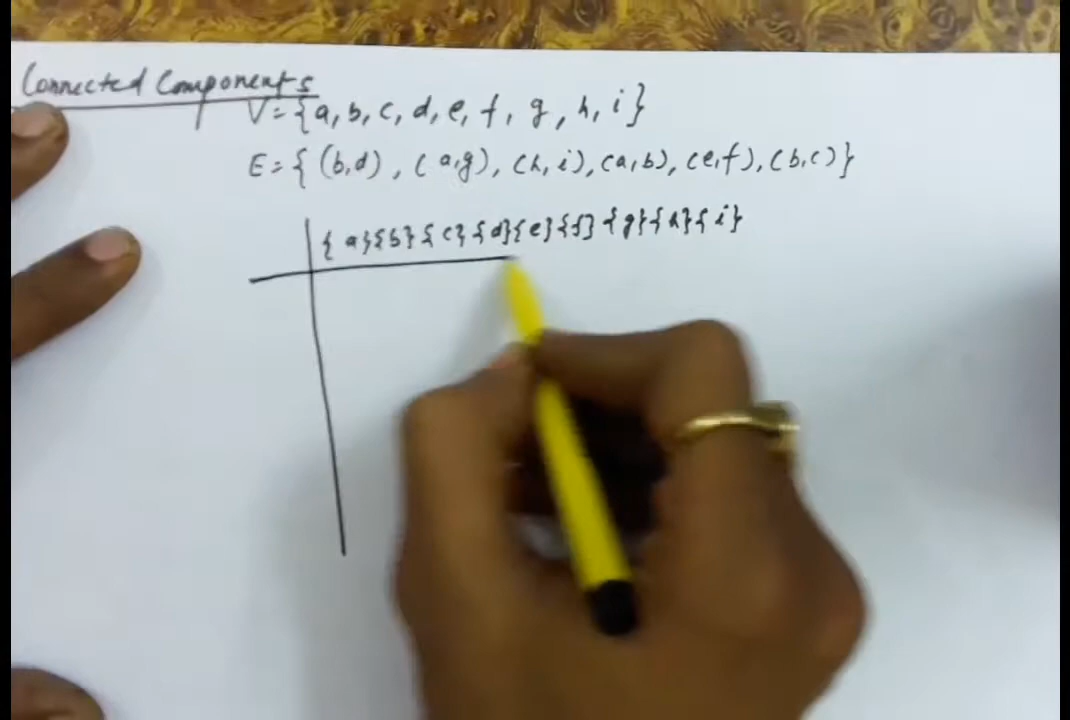 Connected Components
V = {a, b, c, d, e, f, g, h, i}
E = { (b,d), (a,g), (h,i), (a,b), (e,f), (b,c)}
{a}{b}{c}{d}{e}{f}{g}{h}{i}